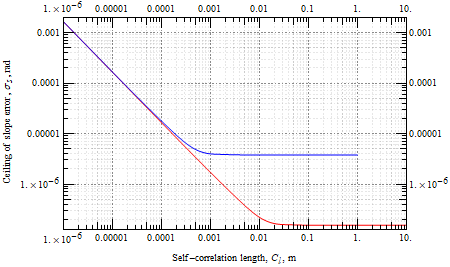 1. × 10⁻⁶ 0.00001 0.0001 0.001 0.01 0.1 1. 10.
0.001 0.001
0.0001 0.0001
0.00001 0.00001
1. × 10⁻⁶ 1. × 10⁻⁶
1. × 10⁻⁶ 0.00001 0.0001 0.001 0.01 0.1 1. 10.
Ceiling of slope error, σ_S, rad
Self-correlation length, C_l, m